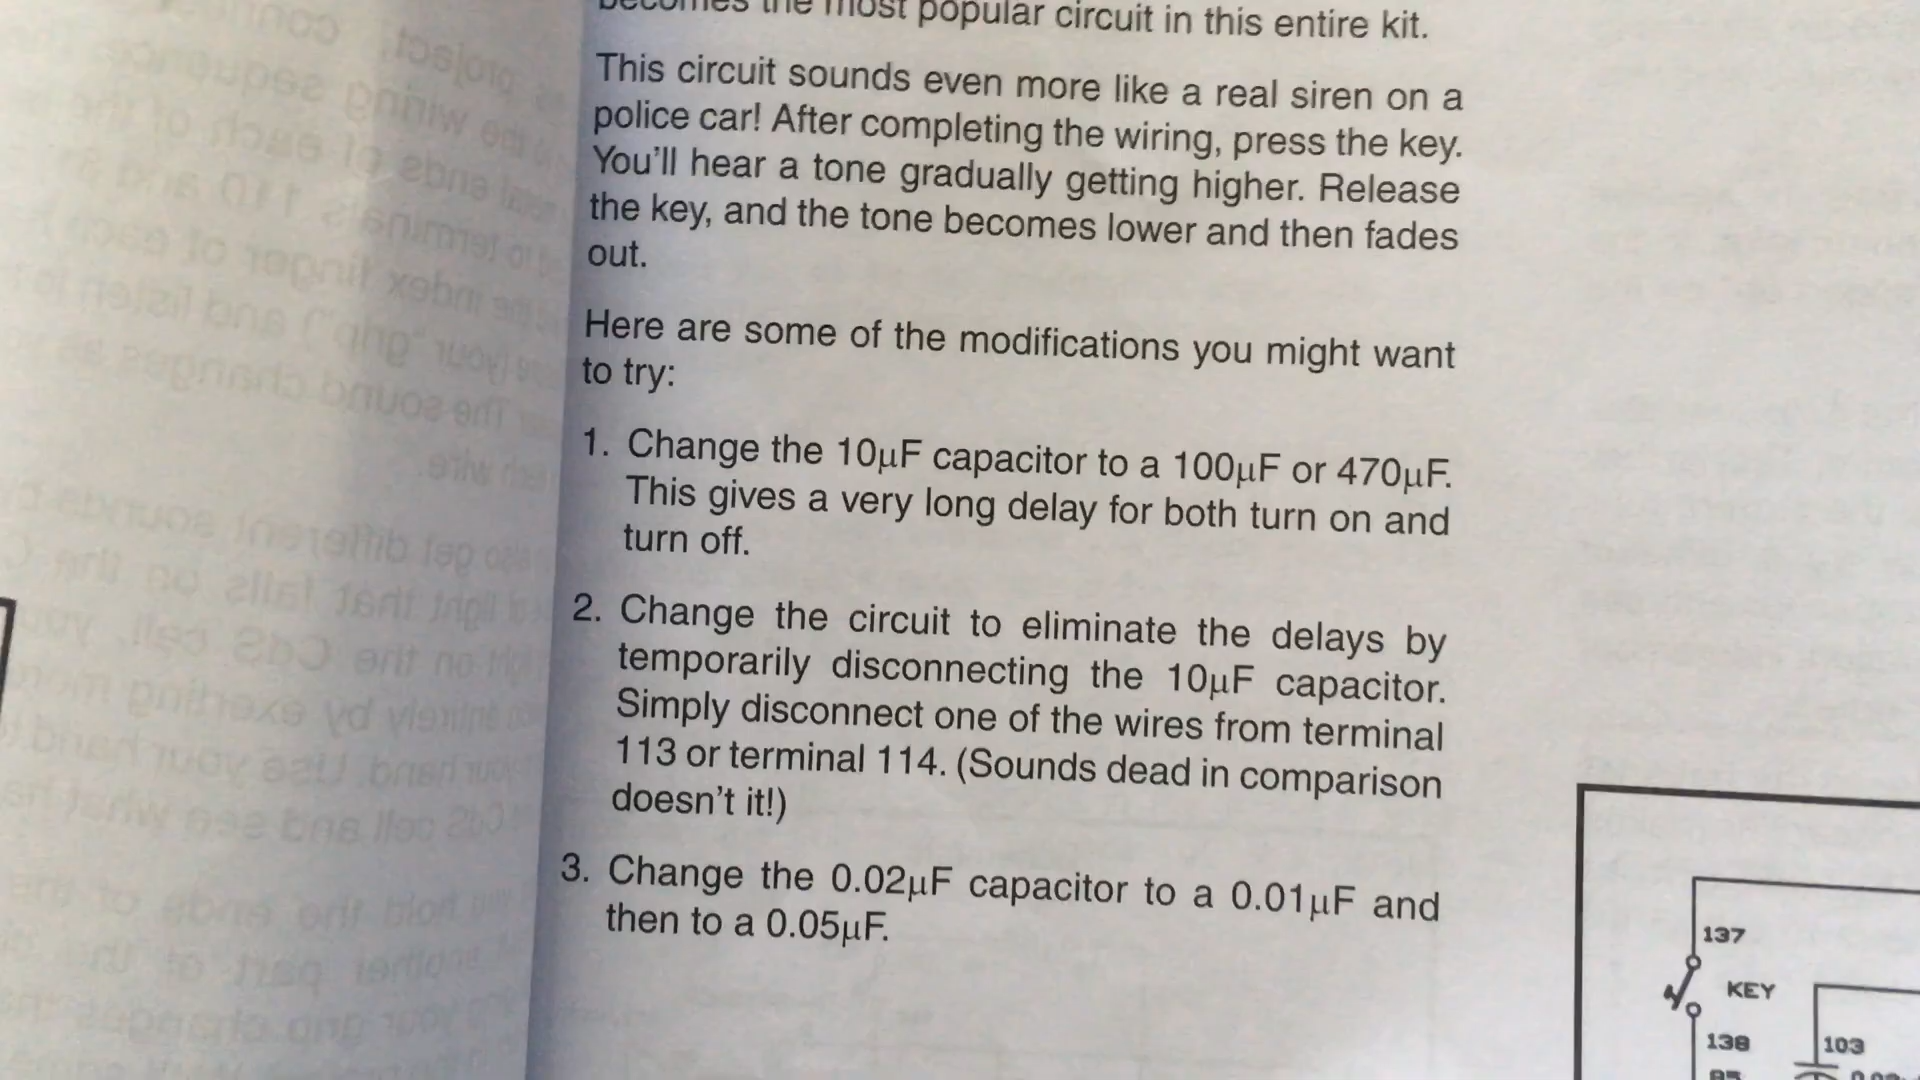 becomes the most popular circuit in this entire kit.
This circuit sounds even more like a real siren on a
police car! After completing the wiring, press the key.
You'll hear a tone gradually getting higher. Release
the key, and the tone becomes lower and then fades
out.
Here are some of the modifications you might want
to try:
1. Change the 10µF capacitor to a 100µF or 470µF.
This gives a very long delay for both turn on and
turn off.
2. Change the circuit to eliminate the delays by
temporarily disconnecting the 10µF capacitor.
Simply disconnect one of the wires from terminal
113 or terminal 114. (Sounds dead in comparison
doesn't it!)
3. Change the 0.02µF capacitor to a 0.01µF and
then to a 0.05µF.
137
KEY
138
103